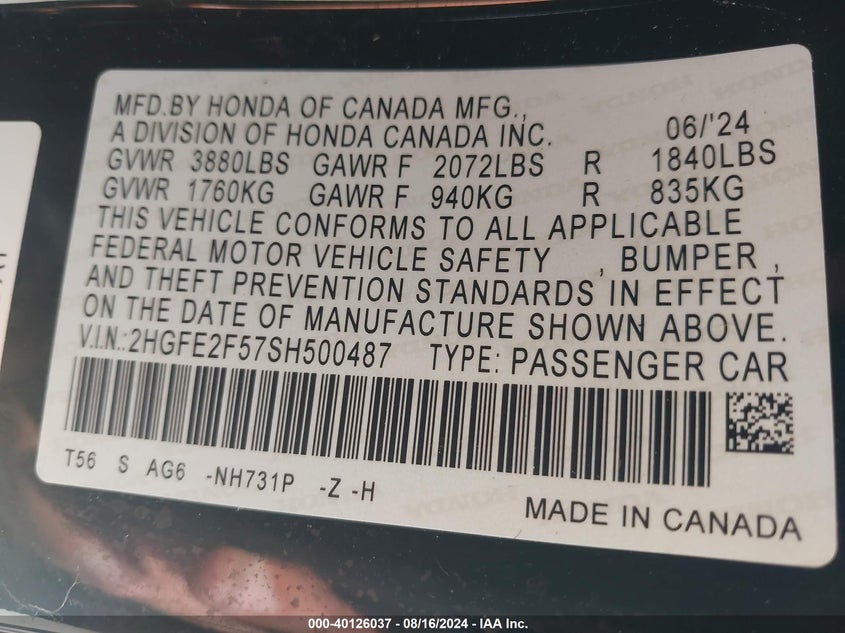 MFD.BY HONDA OF CANADA MFG.,
A DIVISION OF HONDA CANADA INC. 06/'24
GVWR 3880LBS GAWR F 2072LBS R 1840LBS
GVWR 1760KG GAWR F 940KG R 835KG
THIS VEHICLE CONFORMS TO ALL APPLICABLE
FEDERAL MOTOR VEHICLE SAFETY , BUMPER ,
AND THEFT PREVENTION STANDARDS IN EFFECT
ON THE DATE OF MANUFACTURE SHOWN ABOVE.
V.I.N.:2HGFE2F57SH500487 TYPE: PASSENGER CAR
T56 S AG6 -NH731P -Z -H
MADE IN CANADA
000-40126037 - 08/16/2024 - IAA Inc.